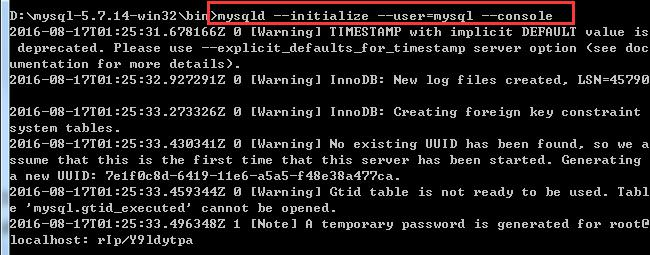 D:\mysql-5.7.14-win32\bin>mysqld --initialize --user=mysql --console
2016-08-17T01:25:31.678166Z 0 [Warning] TIMESTAMP with implicit DEFAULT value is
 deprecated. Please use --explicit_defaults_for_timestamp server option (see doc
umentation for more details).
2016-08-17T01:25:32.927291Z 0 [Warning] InnoDB: New log files created, LSN=45790
2016-08-17T01:25:33.273326Z 0 [Warning] InnoDB: Creating foreign key constraint
system tables.
2016-08-17T01:25:33.430341Z 0 [Warning] No existing UUID has been found, so we a
ssume that this is the first time that this server has been started. Generating
a new UUID: 7e1f0c8d-6419-11e6-a5a5-f48e38a477ca.
2016-08-17T01:25:33.459344Z 0 [Warning] Gtid table is not ready to be used. Tabl
e 'mysql.gtid_executed' cannot be opened.
2016-08-17T01:25:33.496348Z 1 [Note] A temporary password is generated for root@
localhost: rIp/Y9ldytpa